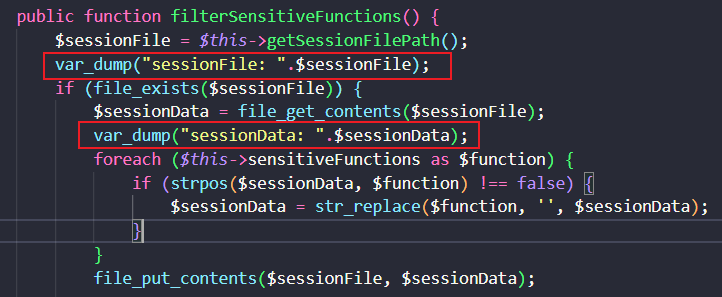 public function filterSensitiveFunctions() {
$sessionFile = $this->getSessionFilePath();
var_dump("sessionFile: ".$sessionFile);
if (file_exists($sessionFile)) {
$sessionData = file_get_contents($sessionFile);
var_dump("sessionData: ".$sessionData);
foreach ($this->sensitiveFunctions as $function) {
if (strpos($sessionData, $function) !== false) {
$sessionData = str_replace($function, '', $sessionData);
}
}
file_put_contents($sessionFile, $sessionData);